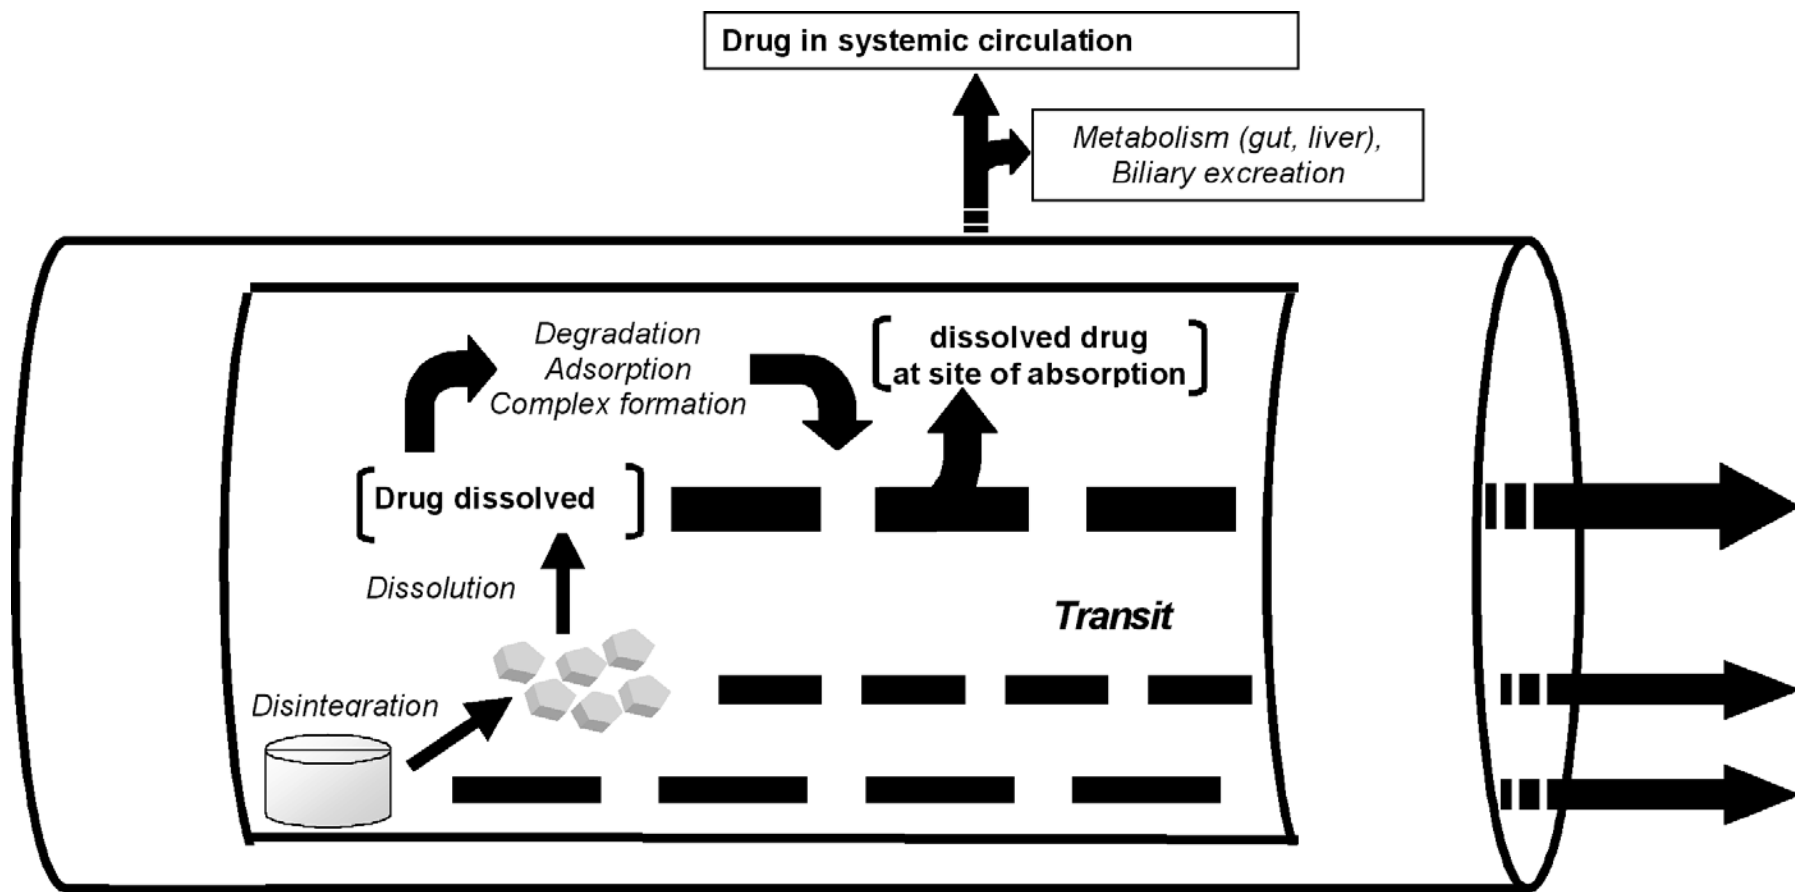 Drug in systemic circulation
Metabolism (gut, liver),
Biliary excreation
Degradation
Adsorption
Complex formation
dissolved drug
at site of absorption
Drug dissolved
Dissolution
Transit
Disintegration